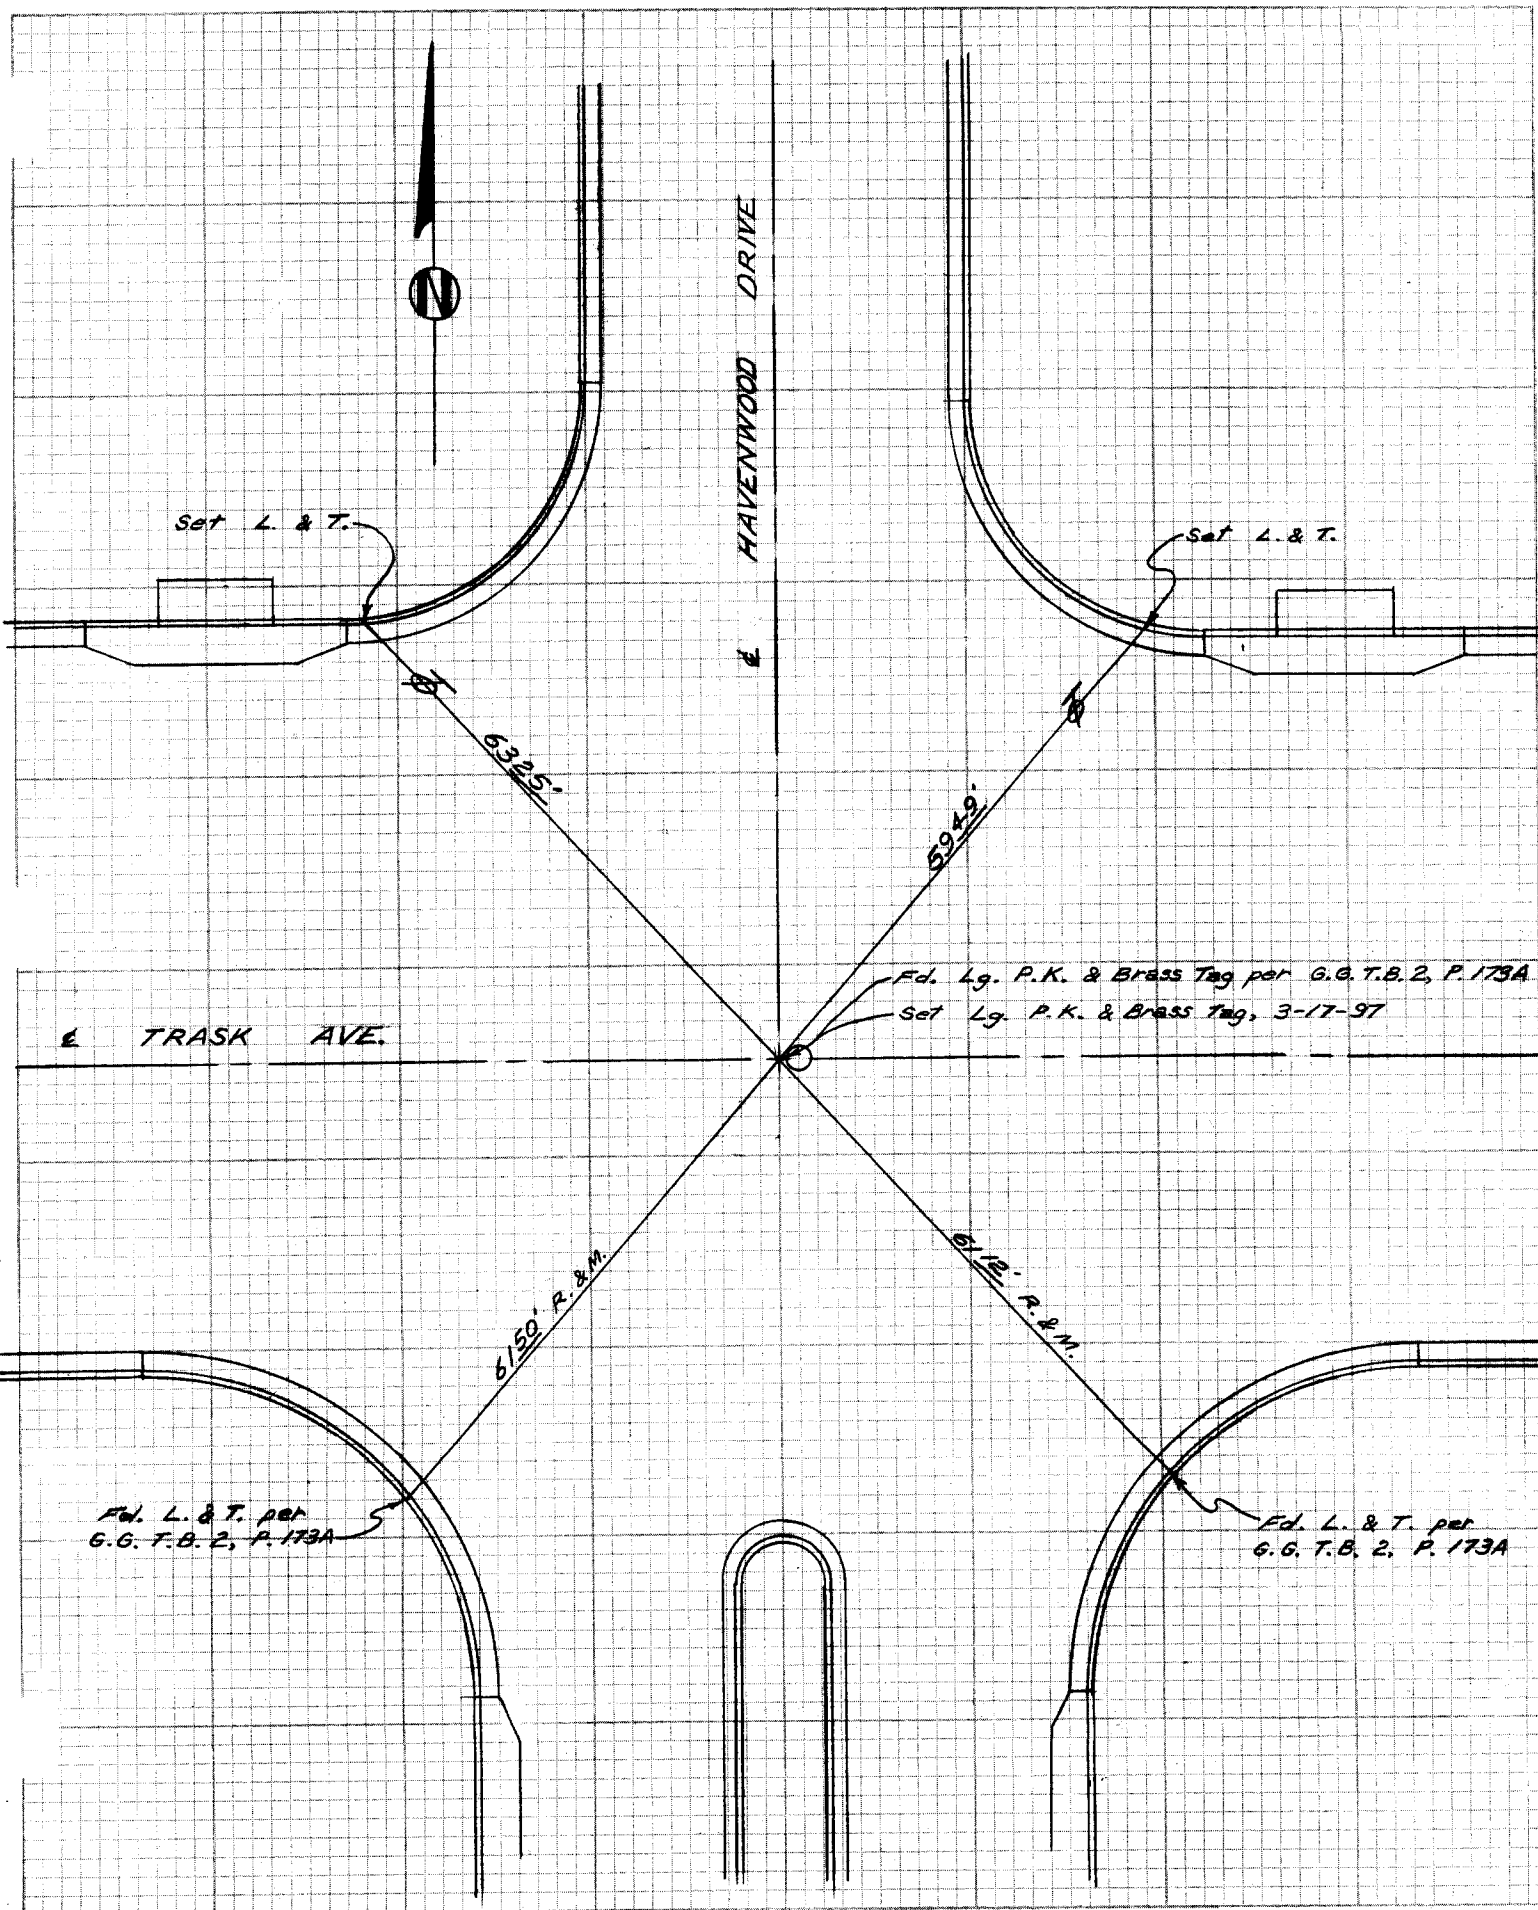 N
HAVENWOOD DRIVE
℄
Set L. & T.
Set L. & T.
63.25'
59.49'
Fd. Lg. P.K. & Brass Tag per G.G. T.B. 2, P. 173A
Set Lg. P.K. & Brass Tag, 3-17-97
℄ TRASK AVE.
61.50' R. & M.
61.12' R. & M.
Fd. L. & T. per
G.G. T.B. 2, P. 173A
Fd. L. & T. per
G.G. T.B. 2, P. 173A